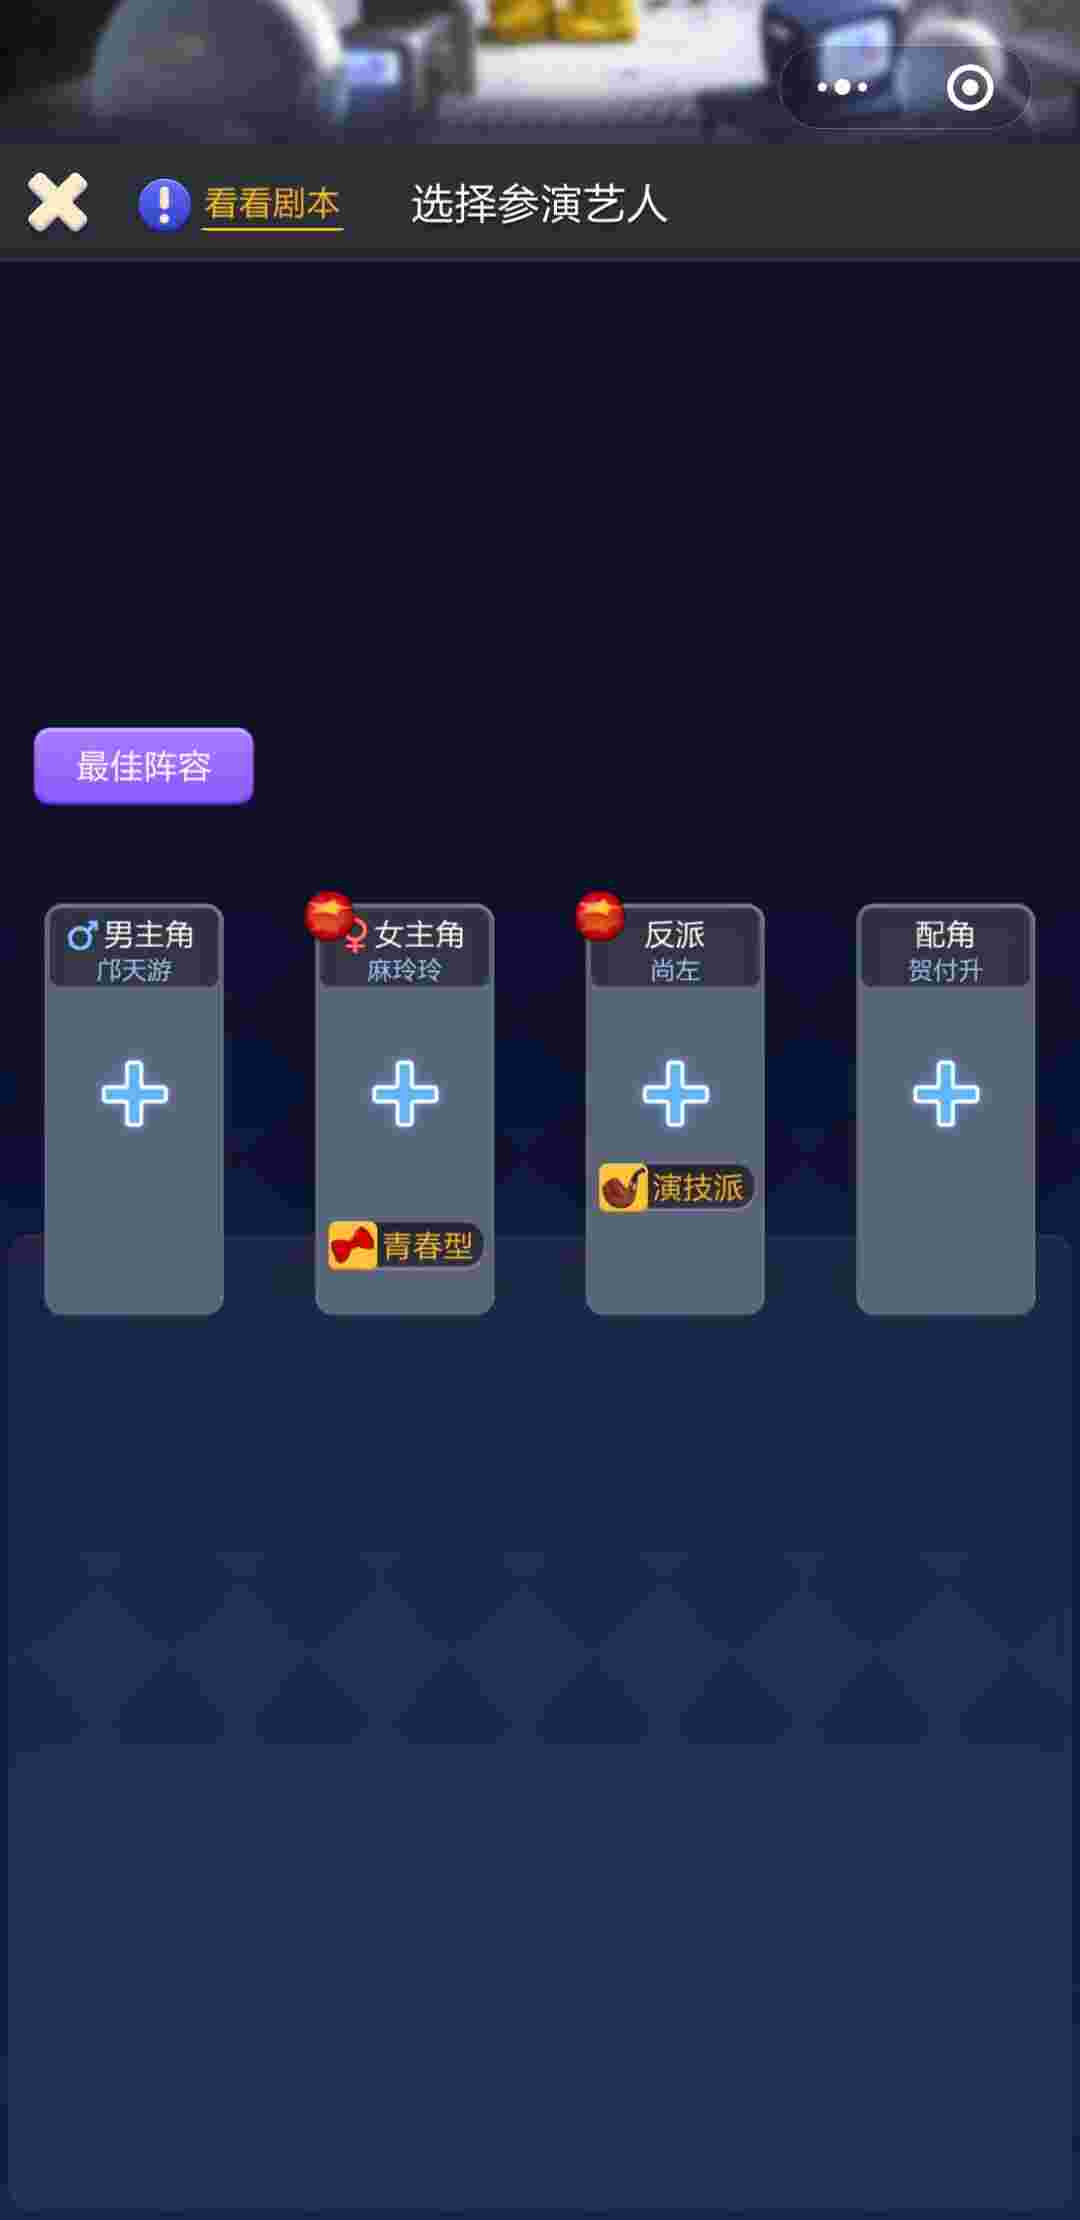 看看剧本
选择参演艺人
最佳阵容
男主角
邝天游
女主角
麻玲玲
反派
尚左
配角
贺付升
演技派
青春型